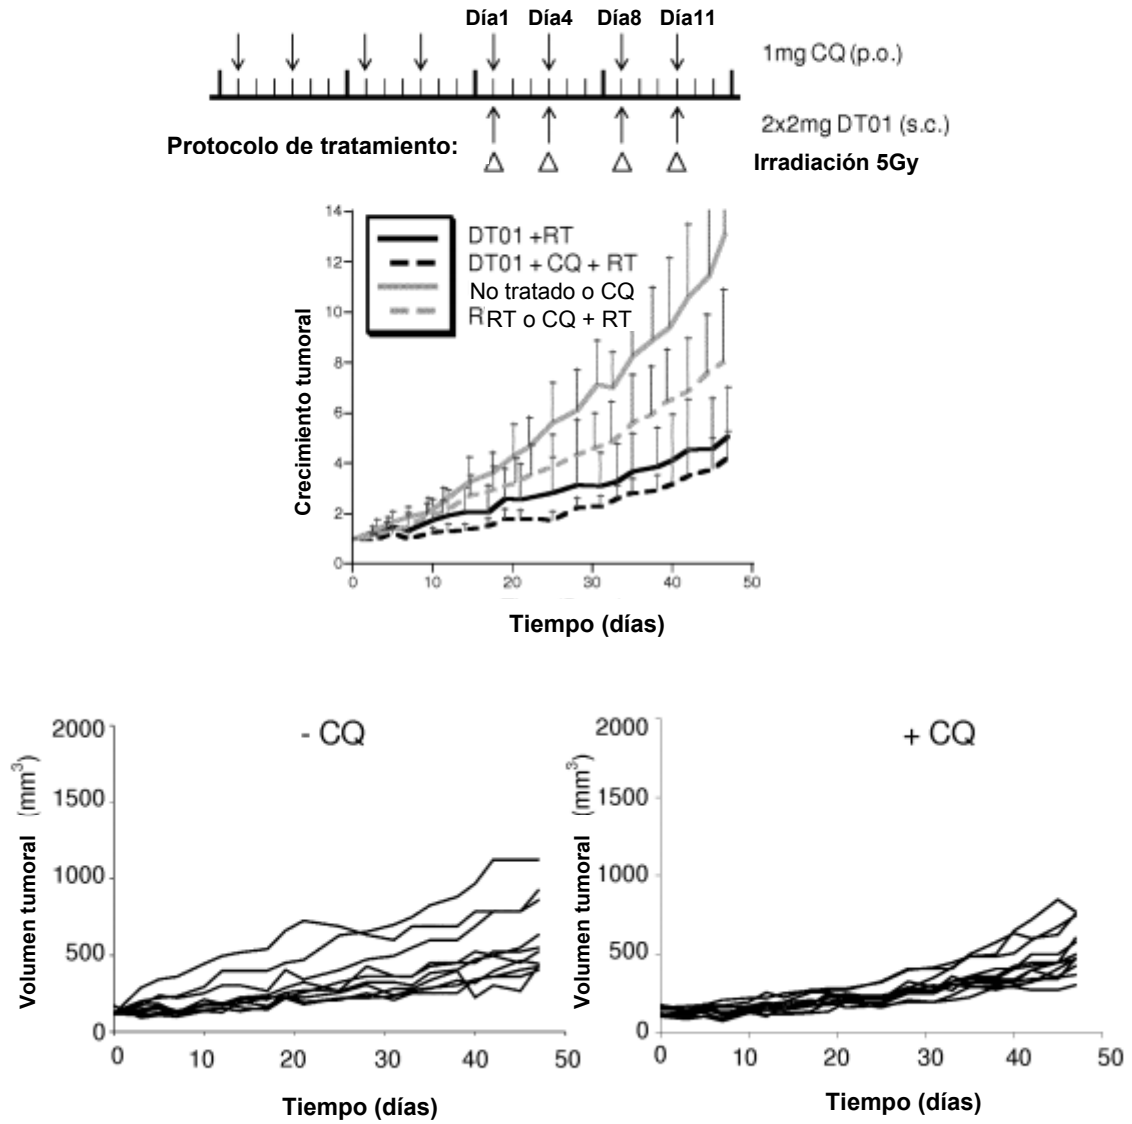 Día1 Día4 Día8 Día11
1mg CQ (p.o.)
2x2mg DT01 (s.c.)
Protocolo de tratamiento:
Irradiación 5Gy
14
12
10
8
6
4
2
0
DT01 +RT
DT01 + CQ + RT
No tratado o CQ
RRT o CQ + RT
Crecimiento tumoral
0 10 20 30 40 50
Tiempo (días)
- CQ
2000
1500
1000
500
0
Volumen tumoral (mm³)
0 10 20 30 40 50
Tiempo (días)
+ CQ
2000
1500
1000
500
0
Volumen tumoral (mm³)
0 10 20 30 40 50
Tiempo (días)